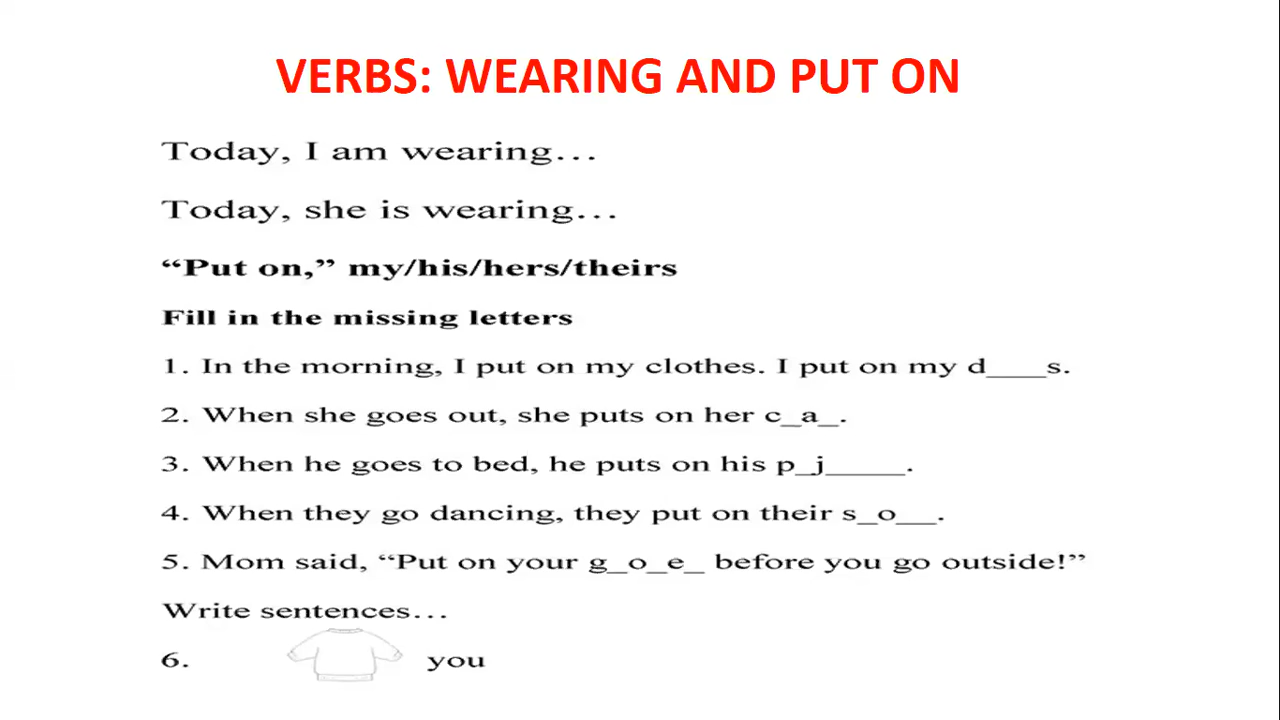 VERBS: WEARING AND PUT ON
Today, I am wearing…
Today, she is wearing…
“Put on,” my/his/hers/theirs
Fill in the missing letters
1. In the morning, I put on my clothes. I put on my d____s.
2. When she goes out, she puts on her c_a_.
3. When he goes to bed, he puts on his p_j_____.
4. When they go dancing, they put on their s_o__.
5. Mom said, “Put on your g_o_e_ before you go outside!”
Write sentences…
6. you